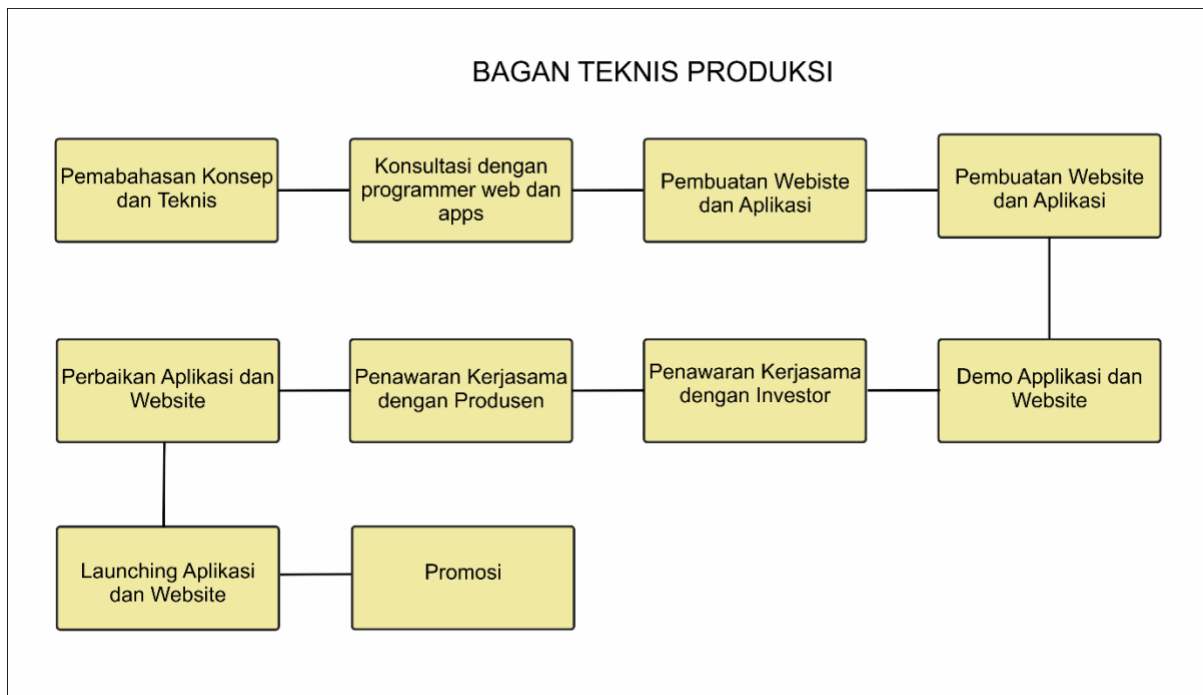 BAGAN TEKNIS PRODUKSI
Pemabahasan Konsep
dan Teknis
Konsultasi dengan
programmer web dan
apps
Pembuatan Webiste
dan Aplikasi
Pembuatan Website
dan Aplikasi
Demo Applikasi dan
Website
Penawaran Kerjasama
dengan Investor
Penawaran Kerjasama
dengan Produsen
Perbaikan Aplikasi dan
Website
Launching Aplikasi
dan Website
Promosi